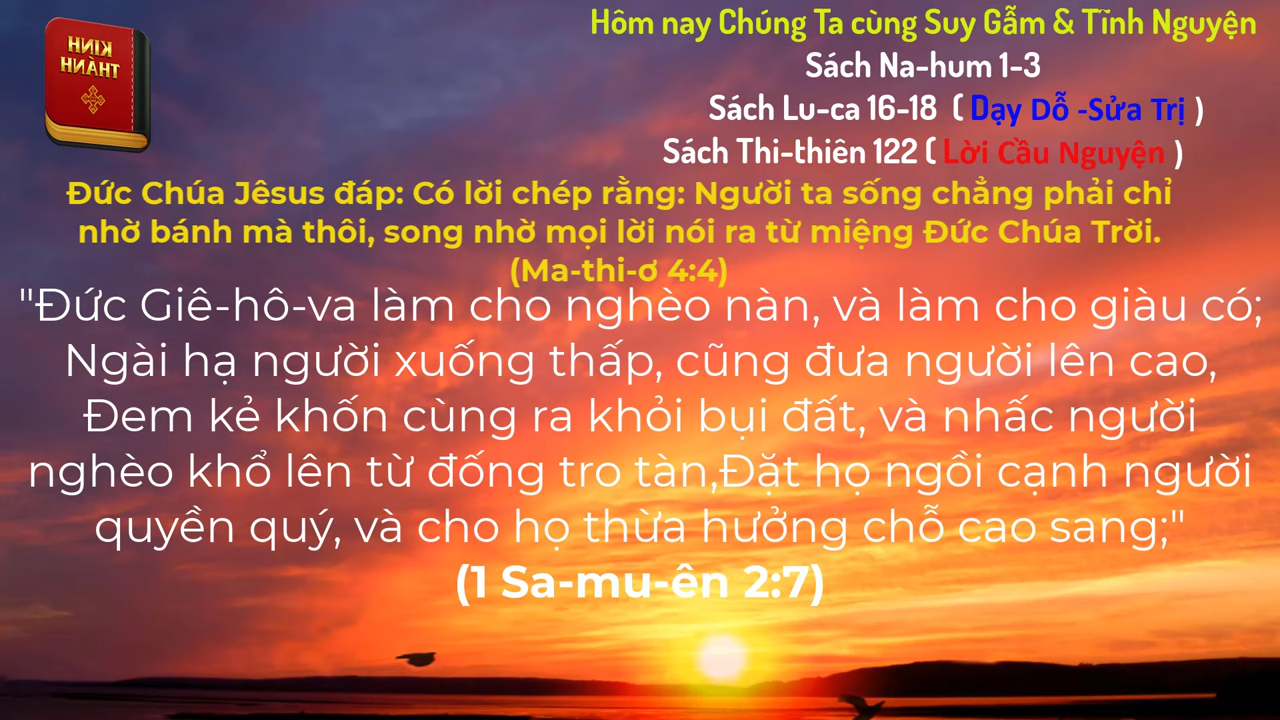 KINH
THÀNH
Hôm nay Chúng Ta cùng Suy Gẫm & Tĩnh Nguyện
Sách Na-hum 1-3
Sách Lu-ca 16-18 ( Dạy Dỗ -Sửa Trị )
Sách Thi-thiên 122 ( Lời Cầu Nguyện )
Đức Chúa Jêsus đáp: Có lời chép rằng: Người ta sống chẳng phải chỉ
nhờ bánh mà thôi, song nhờ mọi lời nói ra từ miệng Đức Chúa Trời.
(Ma-thi-ơ 4:4)
"Đức Giê-hô-va làm cho nghèo nàn, và làm cho giàu có;
Ngài hạ người xuống thấp, cũng đưa người lên cao,
Đem kẻ khốn cùng ra khỏi bụi đất, và nhấc người
nghèo khổ lên từ đống tro tàn,Đặt họ ngồi cạnh người
quyền quý, và cho họ thừa hưởng chỗ cao sang;"
(1 Sa-mu-ên 2:7)